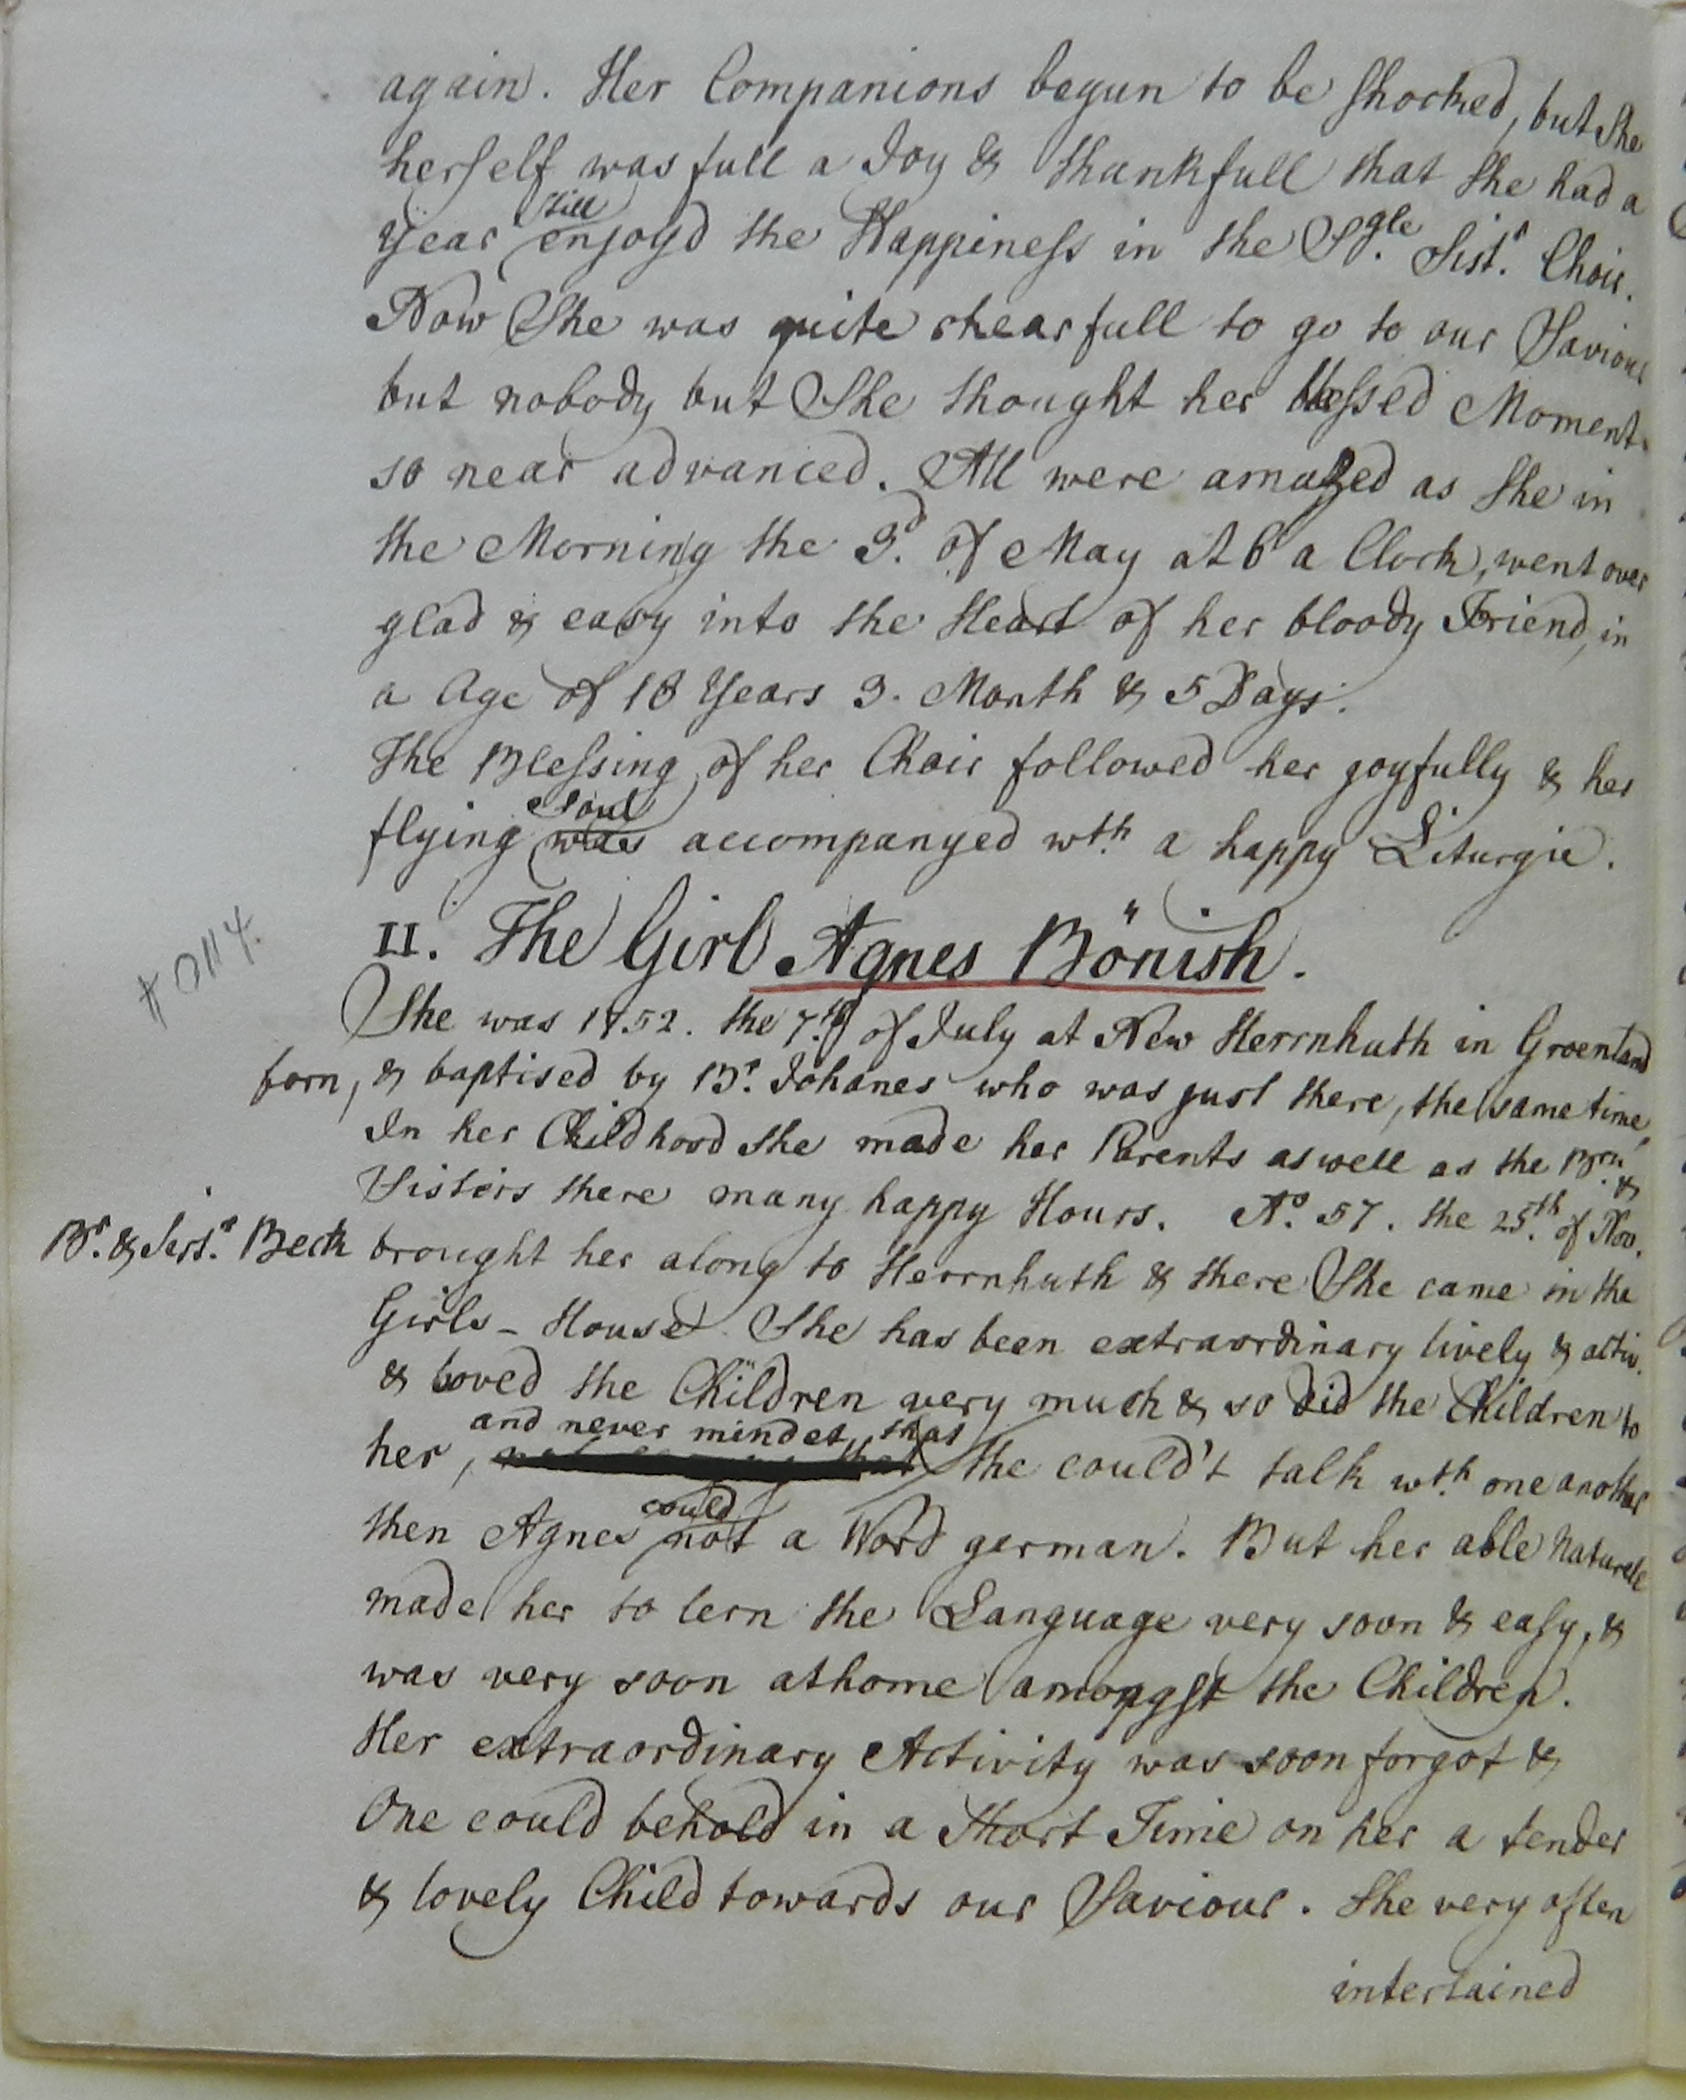 again. Her Companions begun to be shocked, but she
herself was full a Joy & thankfull that she had a
still
Year enjoyd the Happiness in the Sgle. Sistr. Choir.
Now She was quite chearfull to go to our Saviour
but nobody but She thought her blessed Moment
so near advanced. All were amazed as she in
the Morning the 3d. of May at 6 a Clock, went over
glad & easy into the Heart of her bloody Friend, in
a Age of 18 Years 3. Month & 5 Days.
The Blessing of her Choir followed her joyfully & her
Soul
flying was accompanyed wth. a happy Liturgie.
II. The Girl Agnes Bönish.
#0114.
She was 1752. the 7th. of July at New Herrnhuth in Groenland
born, & baptised by Br. Johanes who was just there, the same time,
In her Childhood she made her Parents aswell as the Brn. &
Sisters there many happy Hours. Ao. 57. the 25th. of Nov.
Br. & Sistr. Beck brought her along to Herrnhuth & there She came in the
Girls-House. She has been extraordinary lively & activ.
& loved the Children very much & so did the Children to
and never mindet, that
her, the could't talk wth. one another
could
then Agnes not a Word german. But her able Naturele
made her to lern the Language very soon & easy, &
was very soon athome amongst the Children.
Her extraordinary Activity was soon forgot &
One could behold in a Short Time on her a tender
& lovely Child towards our Saviour. She very often
intertained